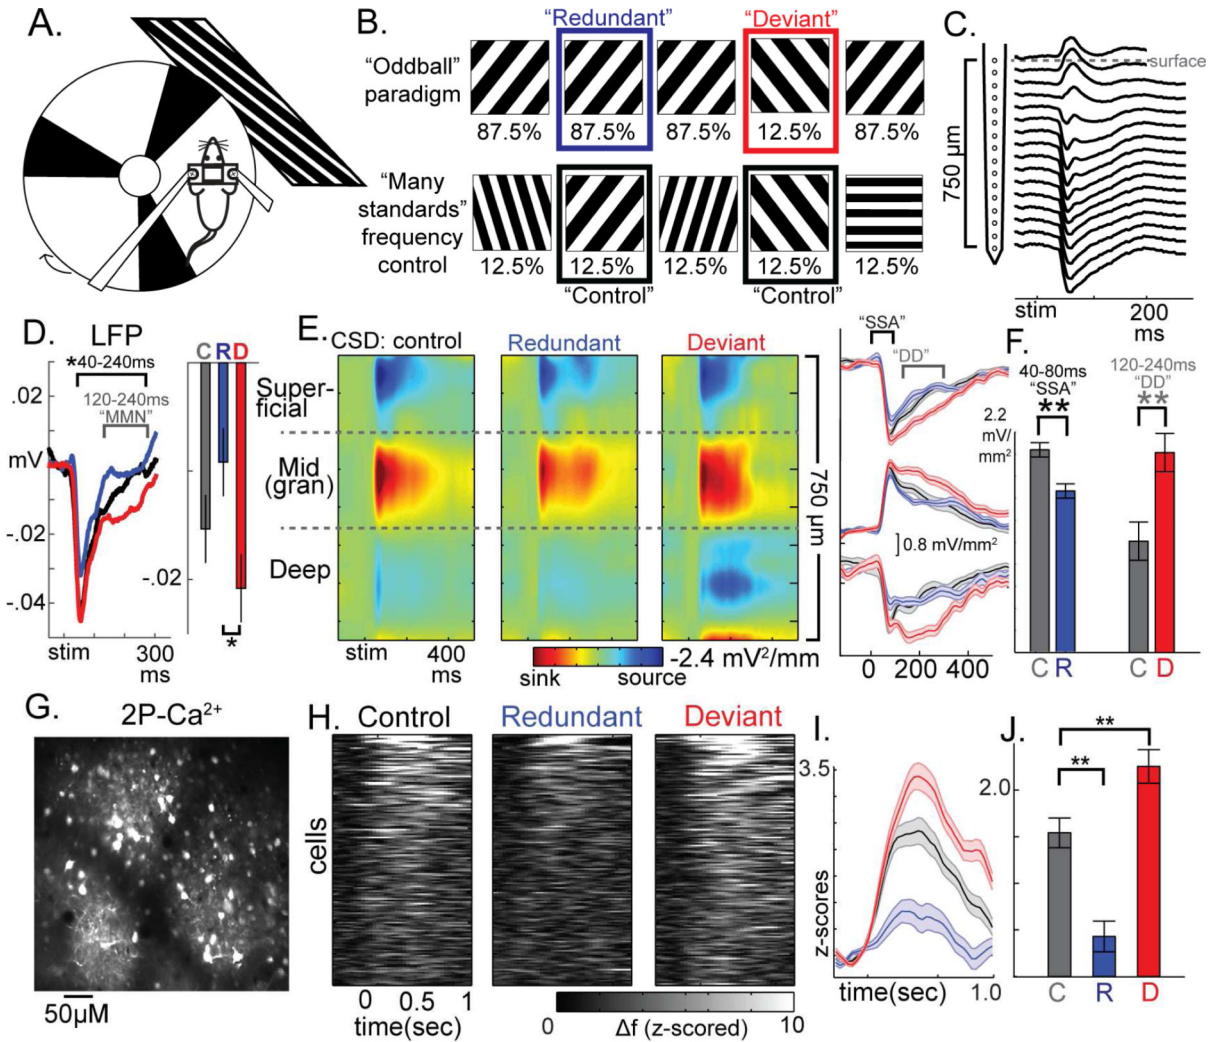 A.
B.
"Redundant"
"Deviant"
"Oddball"
paradigm
87.5%
87.5%
87.5%
12.5%
87.5%
"Many
standards"
frequency
control
12.5%
12.5%
12.5%
12.5%
12.5%
"Control"
"Control"
C.
surface
750 µm
stim
200
ms
D.
LFP
*40-240ms
120-240ms
"MMN"
.02
mV
-.02
-.04
stim
300
ms
C R D
-.02
*
E.
CSD: control
Redundant
Deviant
Super-
ficial
Mid
(gran)
Deep
750 µm
stim
400
ms
sink
source
-2.4 mV²/mm
"SSA"
"DD"
0.8 mV/mm²
0
200
400
F.
40-80ms
"SSA"
**
120-240ms
"DD"
**
2.2
mV/
mm²
C R
C D
G.
2P-Ca²⁺
50µM
H.
Control
Redundant
Deviant
cells
0
0.5
1
time(sec)
0
Δf (z-scored)
10
I.
3.5
z-scores
time(sec)
1.0
J.
**
**
2.0
C
R
D